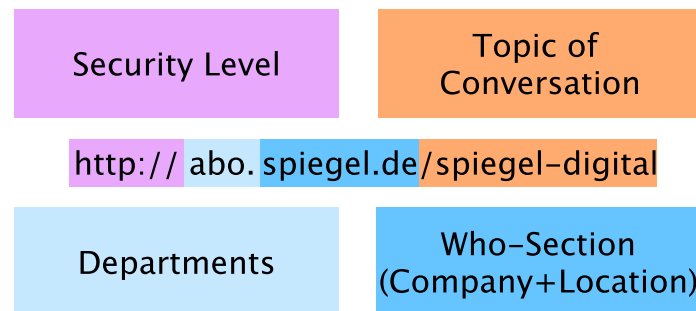 Security Level
Topic of
Conversation
http:// abo. spiegel.de/spiegel-digital
Departments
Who-Section
(Company+Location)